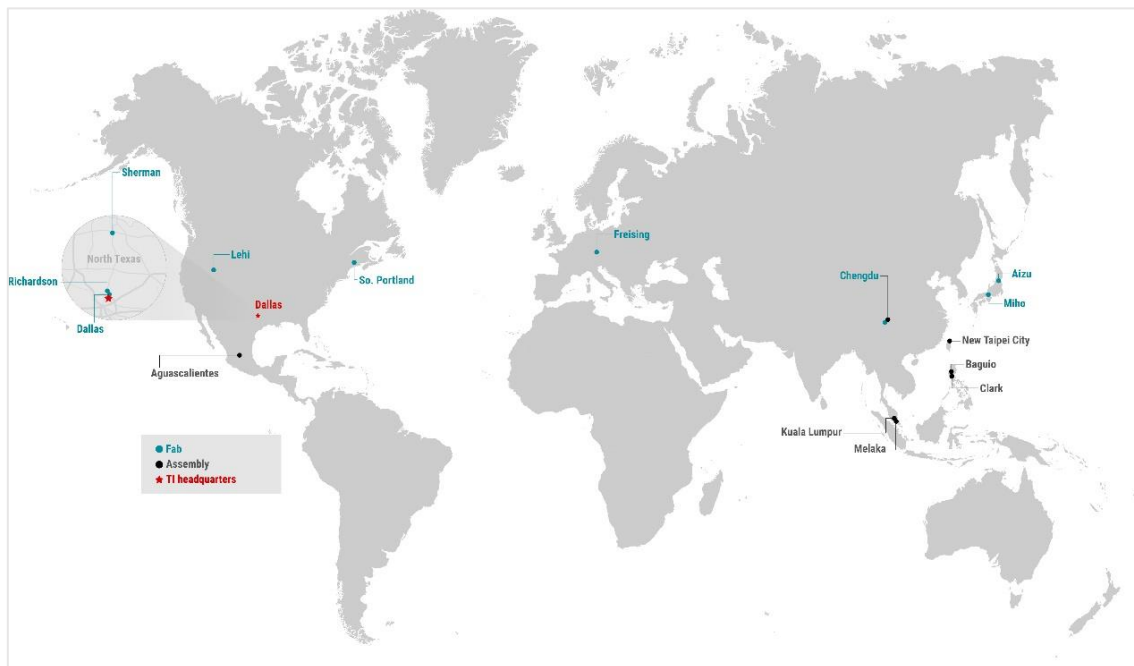 Sherman
North Texas
Richardson
Dallas
Lehi
So. Portland
Dallas
Aguascalientes
Freising
Chengdu
Aizu
Miho
New Taipei City
Baguio
Clark
Kuala Lumpur
Melaka
Fab
Assembly
TI headquarters